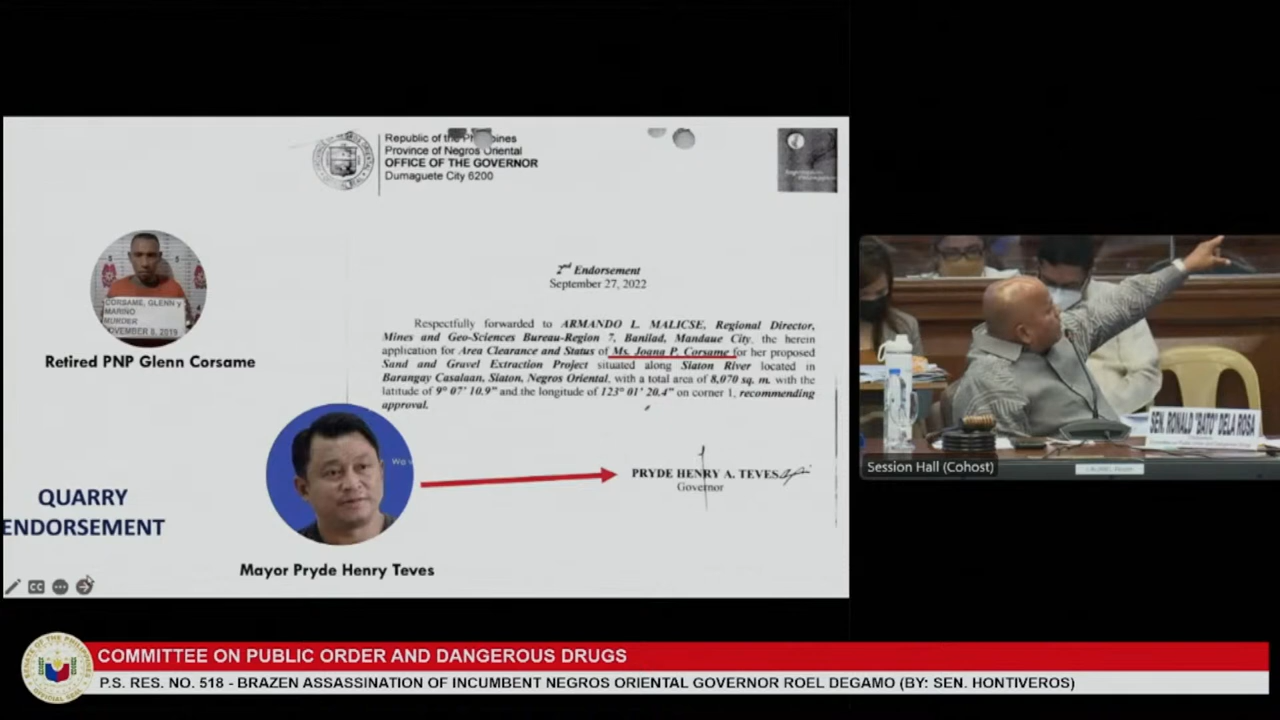 Republic of the Philippines
Province of Negros Oriental
OFFICE OF THE GOVERNOR
Dumaguete City 6200
2nd Endorsement
September 27, 2022
Respectfully forwarded to ARMANDO L. MALICSE, Regional Director,
Mines and Geo-Sciences Bureau-Region 7, Banilad, Mandaue City, the herein
application for Area Clearance and Status of Ms. Joana P. Corsame for her proposed
Sand and Gravel Extraction Project situated along Siaton River located in
Barangay Casalaan, Siaton, Negros Oriental, with a total area of 8,070 sq. m. with the
latitude of 9° 07' 10.9" and the longitude of 123° 01' 20.4" on corner 1, recommending
approval.
PRYDE HENRY A. TEVES
Governor
CORSAME, GLENN y
MARIÑO
MURDER
NOVEMBER 8, 2019
Retired PNP Glenn Corsame
QUARRY
ENDORSEMENT
Mayor Pryde Henry Teves
CC
SEN. RONALD "BATO" DELA ROSA
Session Hall (Cohost)
COMMITTEE ON PUBLIC ORDER AND DANGEROUS DRUGS
P.S. RES. NO. 518 - BRAZEN ASSASSINATION OF INCUMBENT NEGROS ORIENTAL GOVERNOR ROEL DEGAMO (BY: SEN. HONTIVEROS)